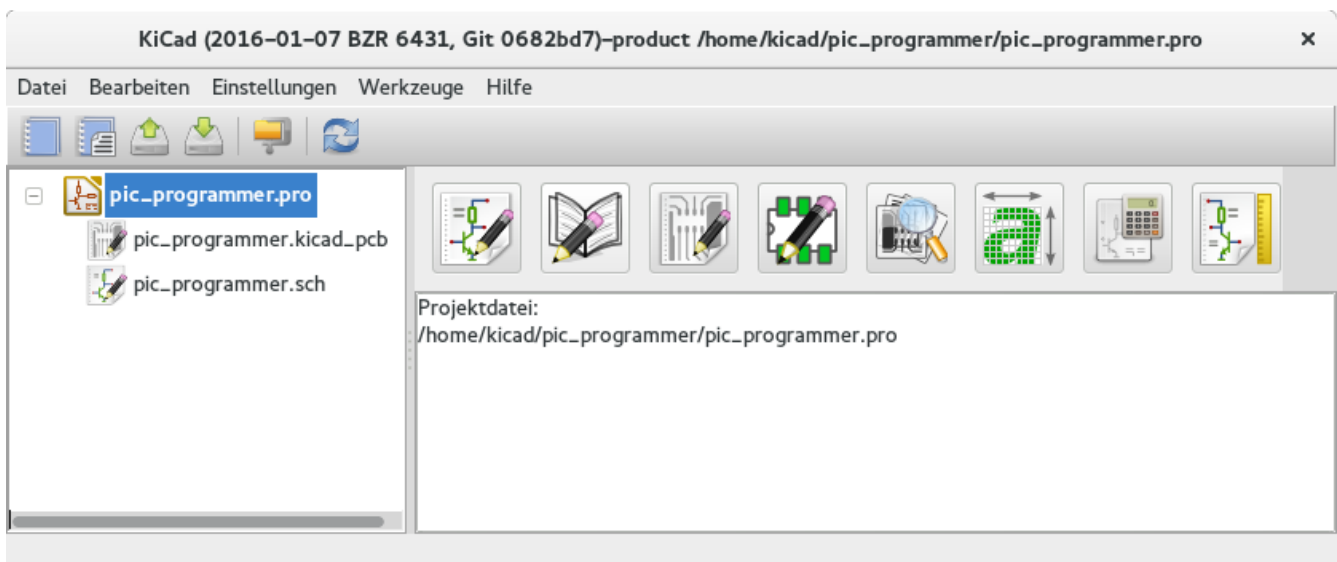 KiCad (2016-01-07 BZR 6431, Git 0682bd7)-product /home/kicad/pic_programmer/pic_programmer.pro
Datei Bearbeiten Einstellungen Werkzeuge Hilfe
pic_programmer.pro
pic_programmer.kicad_pcb
pic_programmer.sch
Projektdatei:
/home/kicad/pic_programmer/pic_programmer.pro